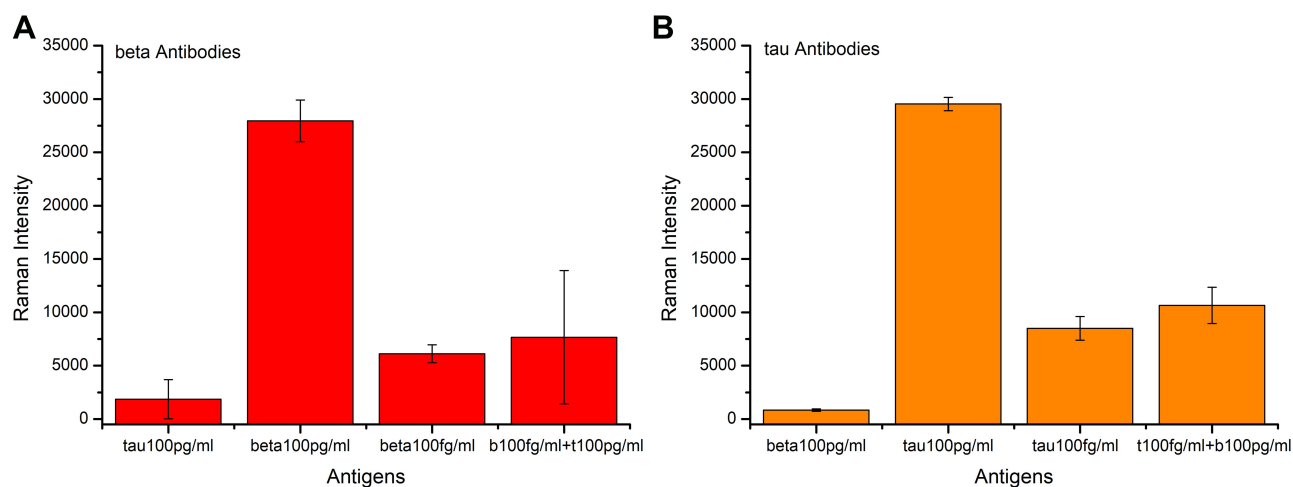 A
beta Antibodies
Raman Intensity
35000
30000
25000
20000
15000
10000
5000
0
tau100pg/ml beta100pg/ml beta100fg/ml b100fg/ml+t100pg/ml
Antigens
B
tau Antibodies
Raman Intensity
35000
30000
25000
20000
15000
10000
5000
0
beta100pg/ml tau100pg/ml tau100fg/ml t100fg/ml+b100pg/ml
Antigens